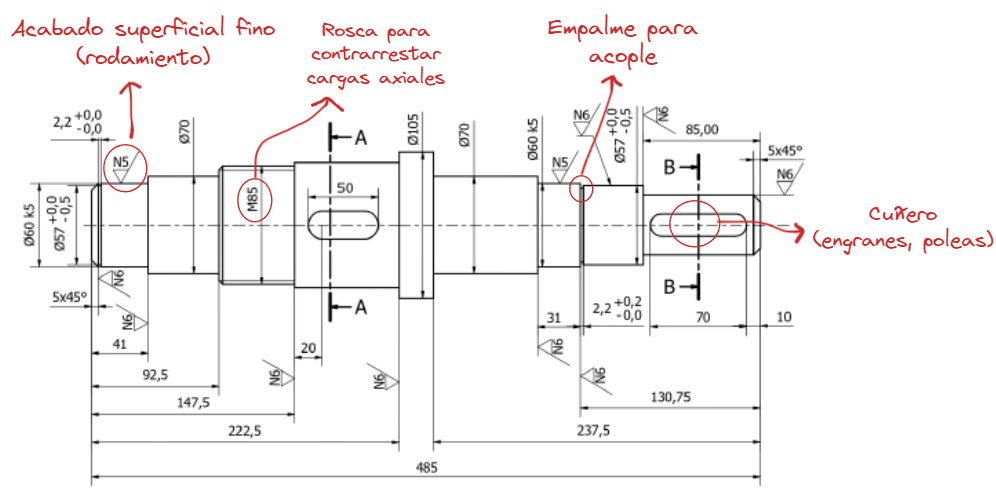 Acabado superficial fino
(rodamiento)
Rosca para
contrarrestar
cargas axiales
Empalme para
acople
2,2 +0,0
-0,0
N5
Ø70
M85
A
50
Ø105
Ø70
Ø60 k5
N5
N6
Ø57 +0,0
-0,5
N6
85,00
B
5x45°
N6
Ø60 k5
Ø57 +0,0
-0,5
Cuñero
(engranes, poleas)
N6
5x45°
N6
A
B
2,2 +0,2
-0,0
41
20
31
70
10
N6
N6
N6
N6
92,5
147,5
130,75
222,5
237,5
485